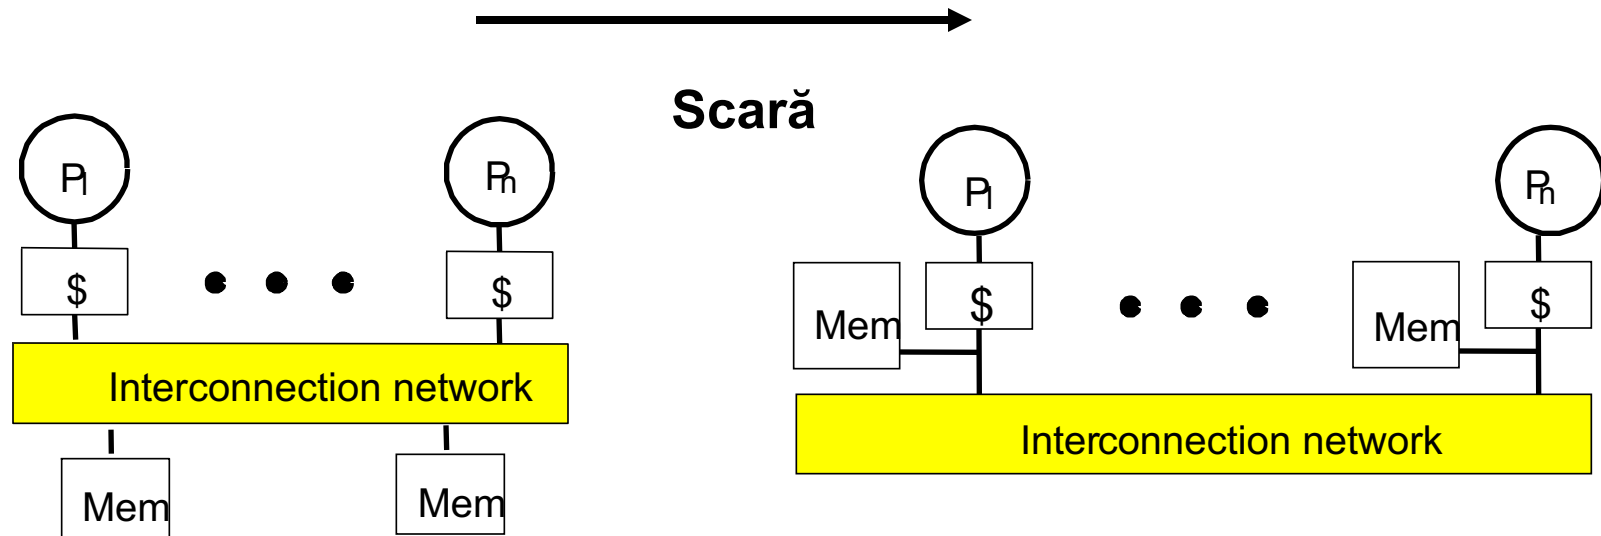 Scară
P1 Pn
$ $
Interconnection network
Mem Mem
P1 Pn
Mem $ Mem $
Interconnection network